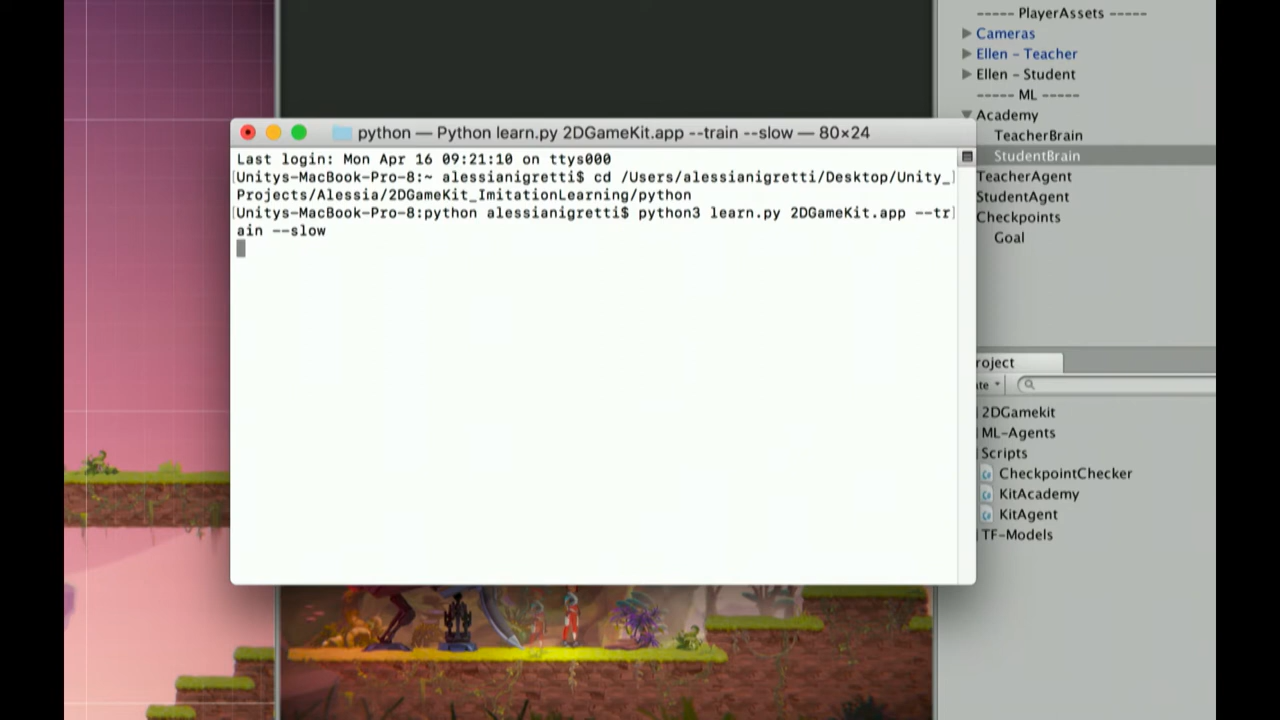 ----- PlayerAssets -----
Cameras
Ellen - Teacher
Ellen - Student
----- ML -----
Academy
TeacherBrain
StudentBrain
TeacherAgent
StudentAgent
Checkpoints
Goal
python — Python learn.py 2DGameKit.app --train --slow — 80×24
Last login: Mon Apr 16 09:21:10 on ttys000
[Unitys-MacBook-Pro-8:~ alessianigretti$ cd /Users/alessianigretti/Desktop/Unity_]
Projects/Alessia/2DGameKit_ImitationLearning/python
[Unitys-MacBook-Pro-8:python alessianigretti$ python3 learn.py 2DGameKit.app --tr]
ain --slow
roject
ate
2DGamekit
ML-Agents
Scripts
CheckpointChecker
KitAcademy
KitAgent
TF-Models